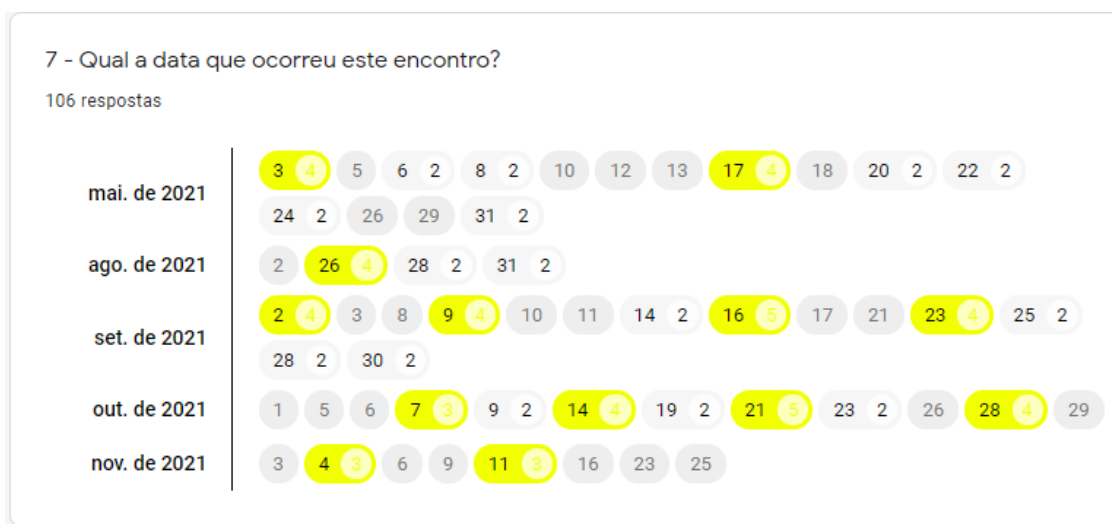 7 - Qual a data que ocorreu este encontro?
106 respostas
mai. de 2021
3 4 5 6 2 8 2 10 12 13 17 4 18 20 2 22 2
24 2 26 29 31 2
ago. de 2021
2 26 4 28 2 31 2
set. de 2021
2 4 3 8 9 4 10 11 14 2 16 5 17 21 23 4 25 2
28 2 30 2
out. de 2021
1 5 6 7 3 9 2 14 4 19 2 21 5 23 2 26 28 4 29
nov. de 2021
3 4 3 6 9 11 3 16 23 25